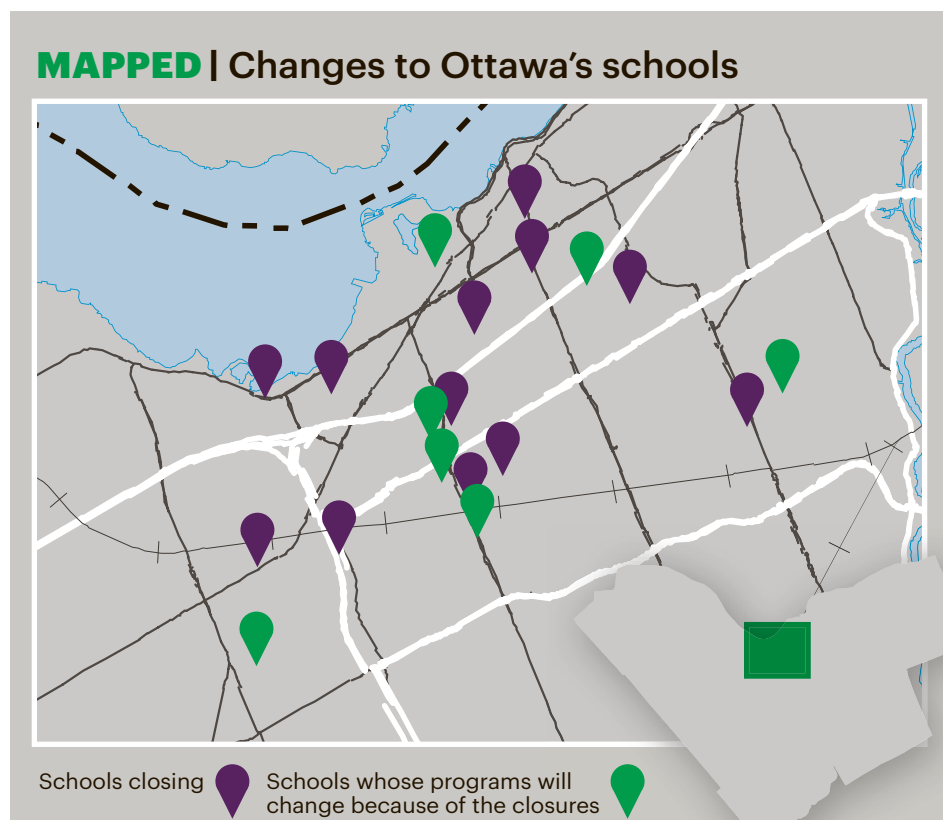 MAPPED | Changes to Ottawa’s schools
Schools closing
Schools whose programs will
change because of the closures